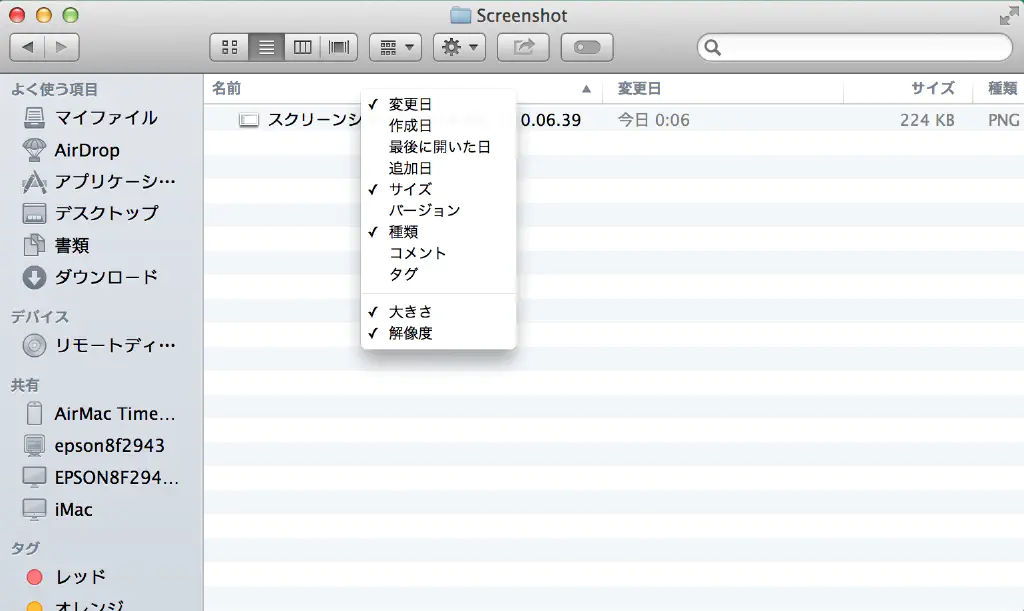 Screenshot
よく使う項目
マイファイル
AirDrop
アプリケーシ…
デスクトップ
書類
ダウンロード
デバイス
リモートディ…
共有
AirMac Time…
epson8f2943
EPSON8F294…
iMac
タグ
レッド
オレンジ
名前 変更日 サイズ 種類
スクリーンシ 0.06.39 今日 0:06 224 KB PNG
✓ 変更日
作成日
最後に開いた日
追加日
✓ サイズ
バージョン
✓ 種類
コメント
タグ
✓ 大きさ
✓ 解像度